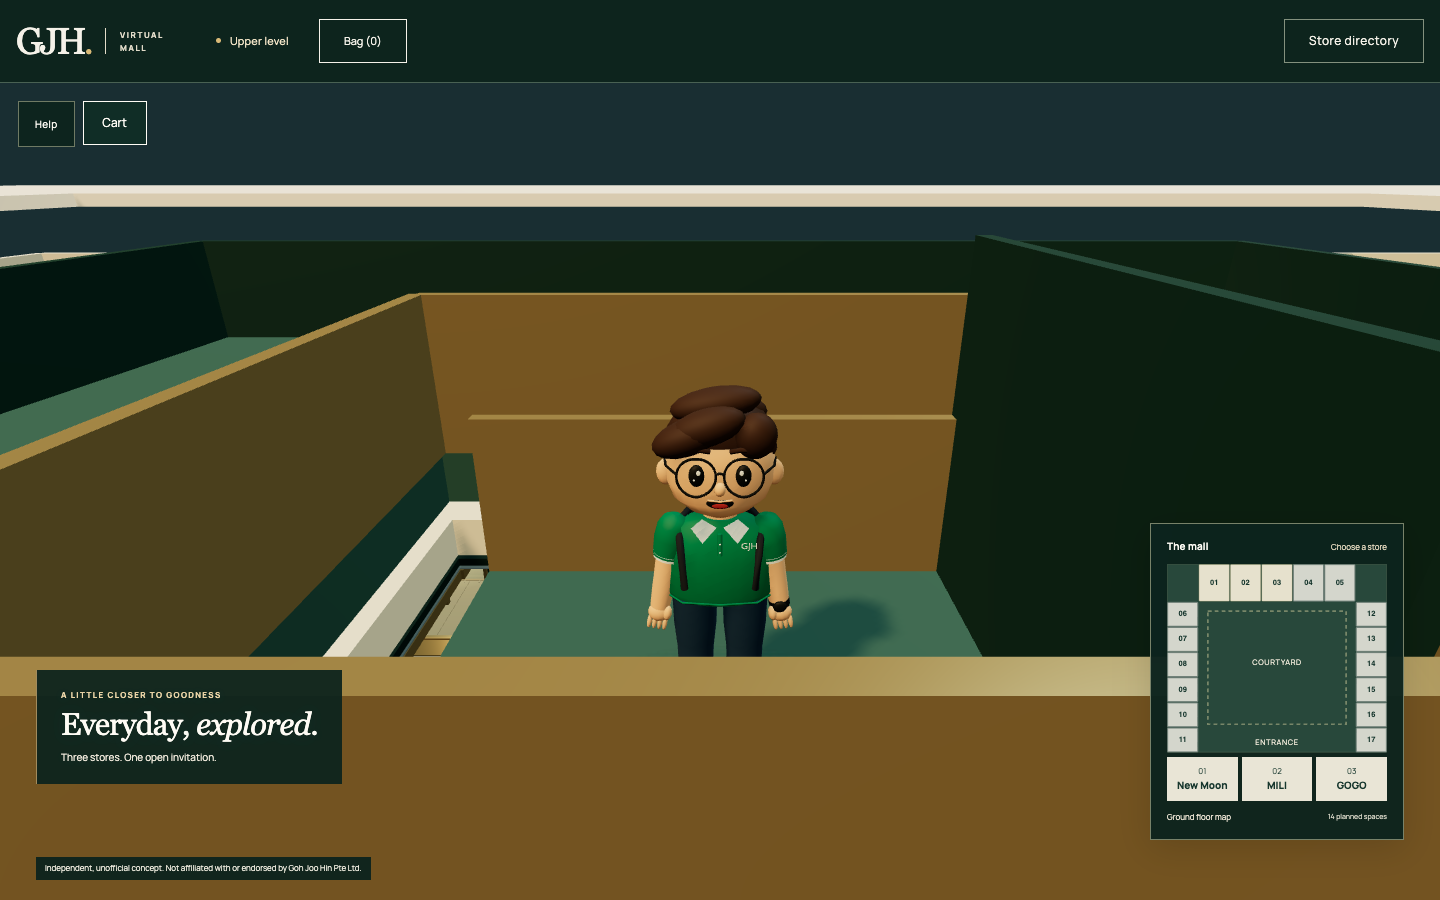 GJH.
VIRTUAL
MALL
Upper level
Bag (0)
Store directory
Help
Cart
GJH
A LITTLE CLOSER TO GOODNESS
Everyday, explored.
Three stores. One open invitation.
Independent, unofficial concept. Not affiliated with or endorsed by Goh Joo Hin Pte Ltd.
The mall
Choose a store
01 02 03 04 05
06 12
07 13
08 COURTYARD 14
09 15
10 16
11 ENTRANCE 17
01 02 03
New Moon MILI GOGO
Ground floor map
14 planned spaces